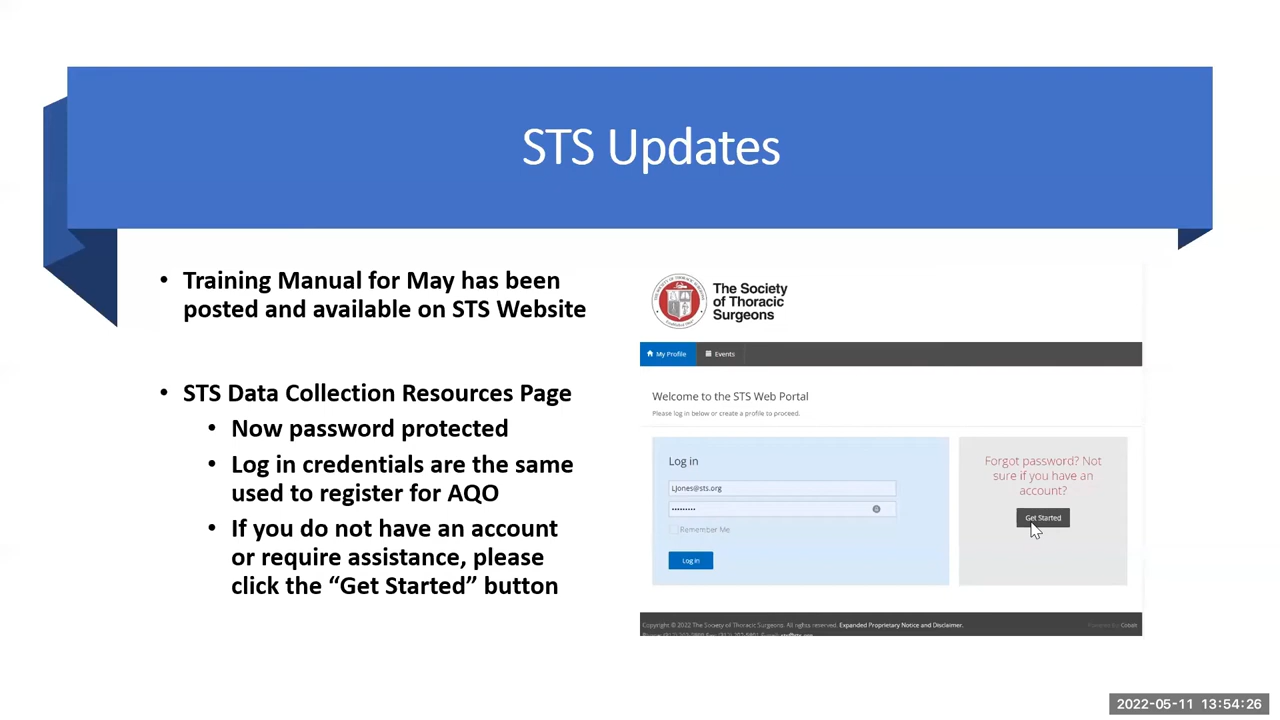 STS Updates
• Training Manual for May has been
posted and available on STS Website
• STS Data Collection Resources Page
• Now password protected
• Log in credentials are the same
used to register for AQO
• If you do not have an account
or require assistance, please
click the “Get Started” button
The Society
of Thoracic
Surgeons
My Profile
Events
Welcome to the STS Web Portal
Please log in below or create a profile to proceed.
Log in
LJones@sts.org
•••••••••
Remember Me
Log in
Forgot password? Not
sure if you have an
account?
Get Started
Copyright © 2022 The Society of Thoracic Surgeons. All rights reserved. Expanded Proprietary Notice and Disclaimer.
Powered By Cobalt
2022-05-11 13:54:26